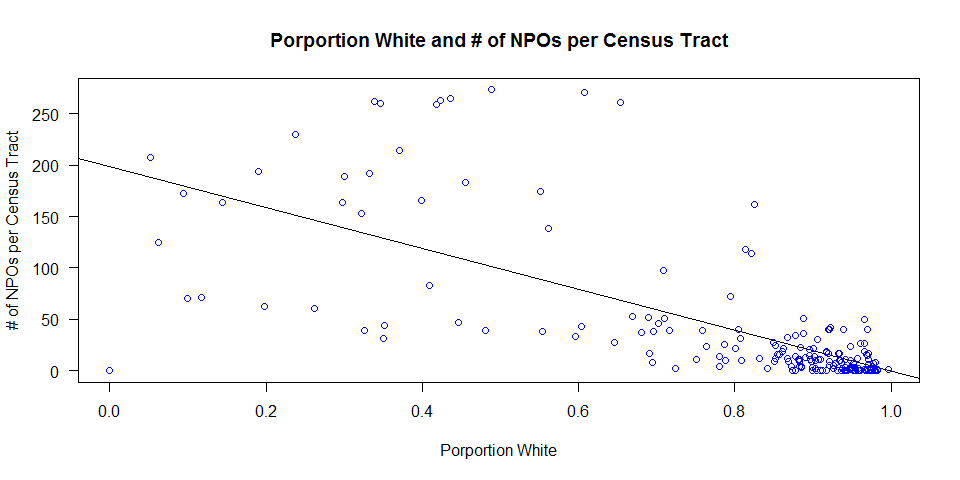 Porportion White and # of NPOs per Census Tract
# of NPOs per Census Tract
250
200
150
100
50
0
0.0 0.2 0.4 0.6 0.8 1.0
Porportion White